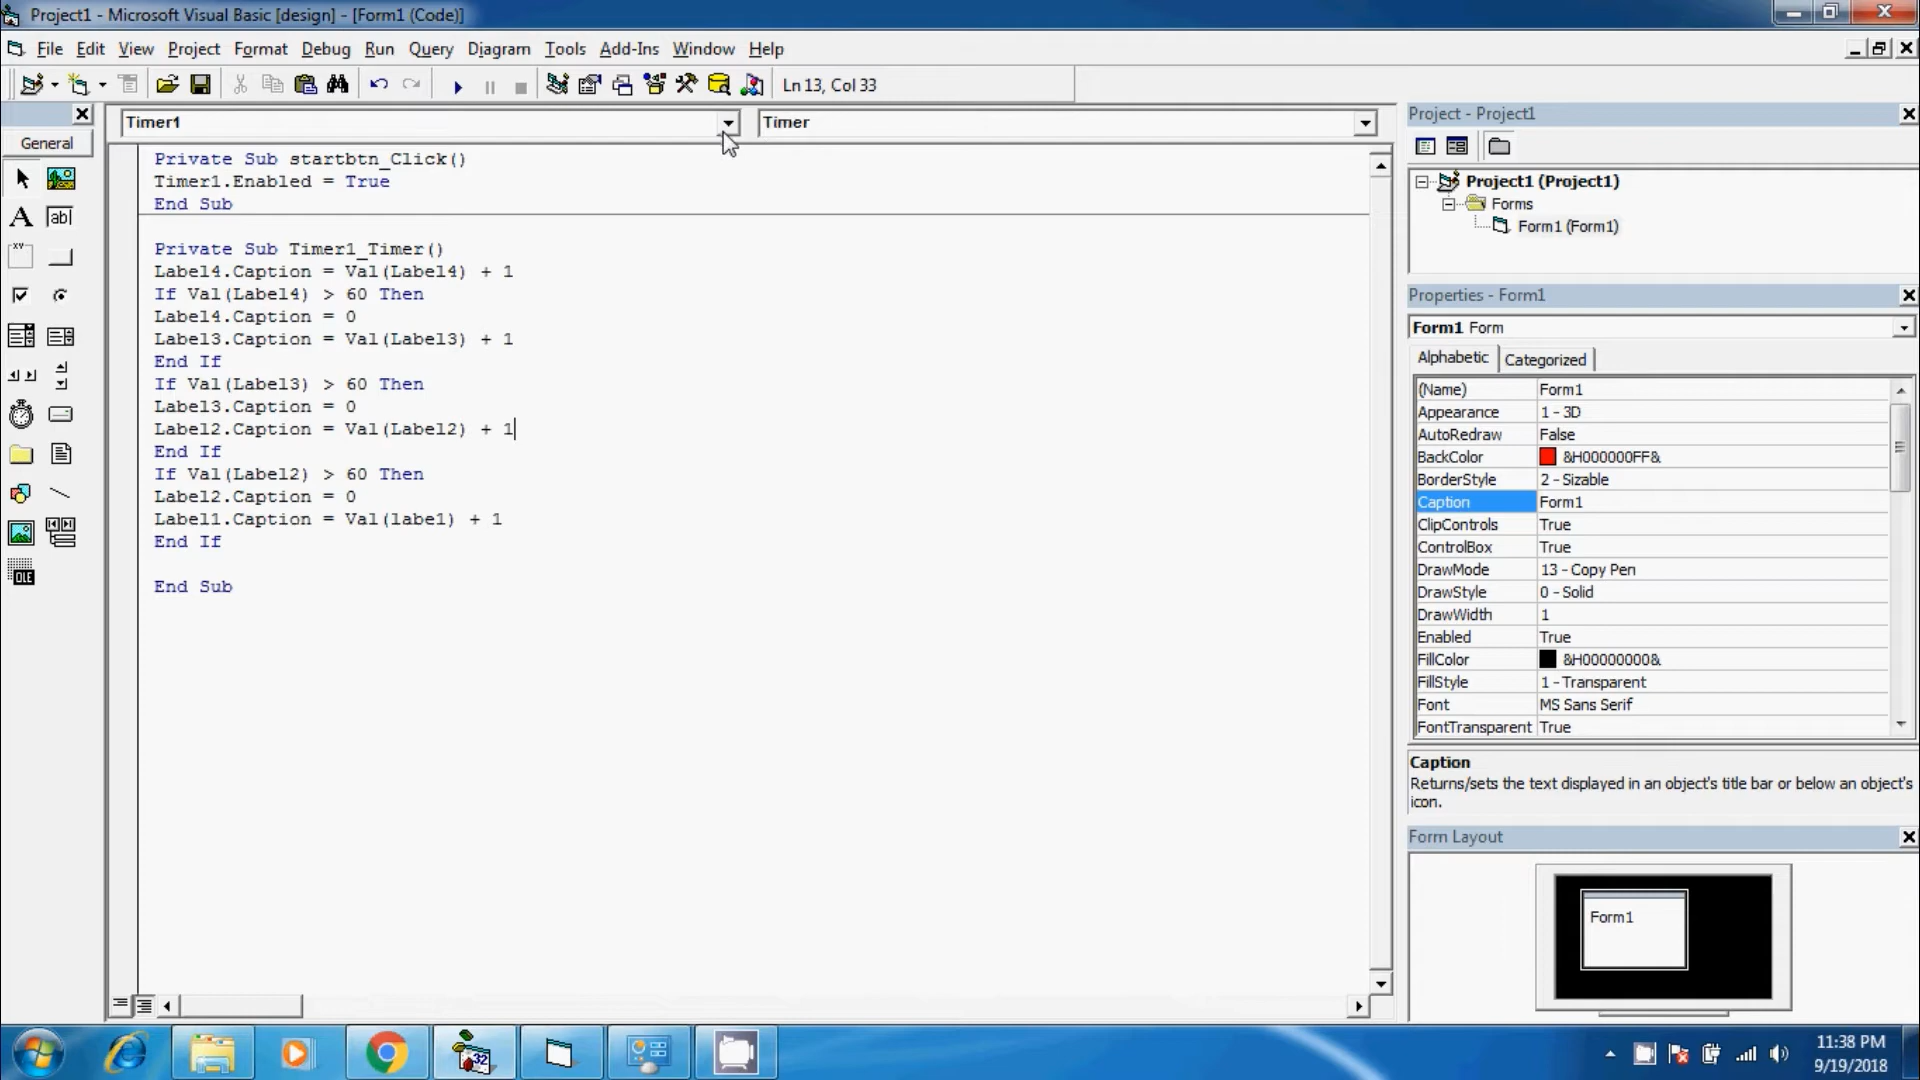 Project1 - Microsoft Visual Basic [design] - [Form1 (Code)]
File Edit View Project Format Debug Run Query Diagram Tools Add-Ins Window Help
Ln 13, Col 33
General
Timer1
Timer
Private Sub startbtn_Click()
Timer1.Enabled = True
End Sub
Private Sub Timer1_Timer()
Label4.Caption = Val(Label4) + 1
If Val(Label4) > 60 Then
Label4.Caption = 0
Label3.Caption = Val(Label3) + 1
End If
If Val(Label3) > 60 Then
Label3.Caption = 0
Label2.Caption = Val(Label2) + 1
End If
If Val(Label2) > 60 Then
Label2.Caption = 0
Label1.Caption = Val(label1) + 1
End If
End Sub
A
ab|
XY
OLE
Project - Project1
Project1 (Project1)
Forms
Form1 (Form1)
Properties - Form1
Form1 Form
Alphabetic Categorized
(Name) Form1
Appearance 1 - 3D
AutoRedraw False
BackColor &H000000FF&
BorderStyle 2 - Sizable
Caption Form1
ClipControls True
ControlBox True
DrawMode 13 - Copy Pen
DrawStyle 0 - Solid
DrawWidth 1
Enabled True
FillColor &H00000000&
FillStyle 1 - Transparent
Font MS Sans Serif
FontTransparent True
Caption
Returns/sets the text displayed in an object's title bar or below an object's
icon.
Form Layout
Form1
32
11:38 PM
9/19/2018